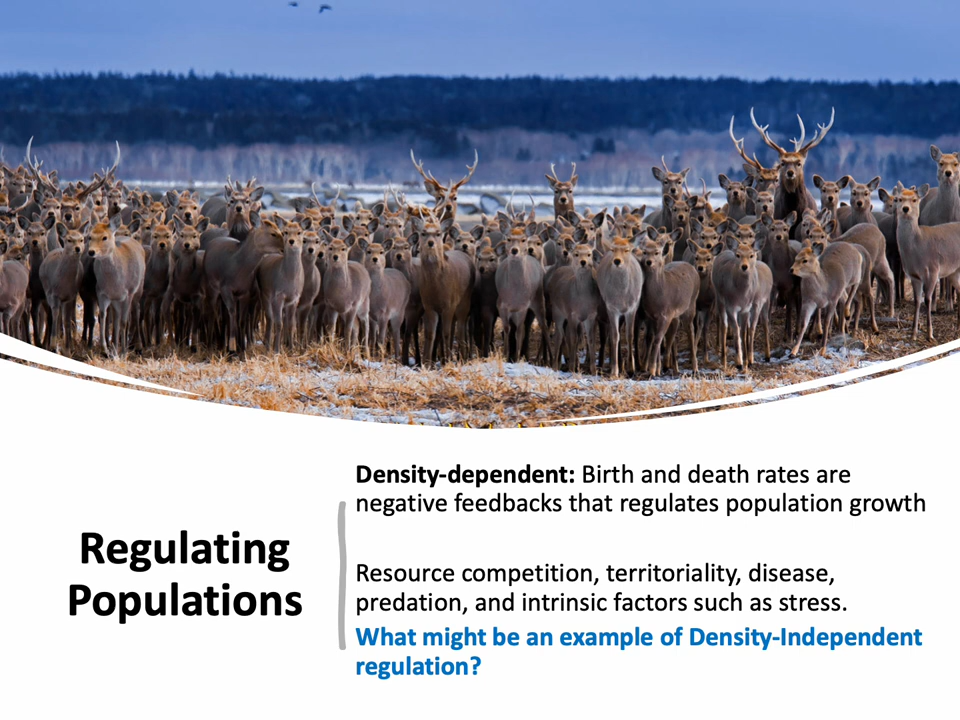 Regulating
Populations
Density-dependent: Birth and death rates are
negative feedbacks that regulates population growth
Resource competition, territoriality, disease,
predation, and intrinsic factors such as stress.
What might be an example of Density-Independent
regulation?